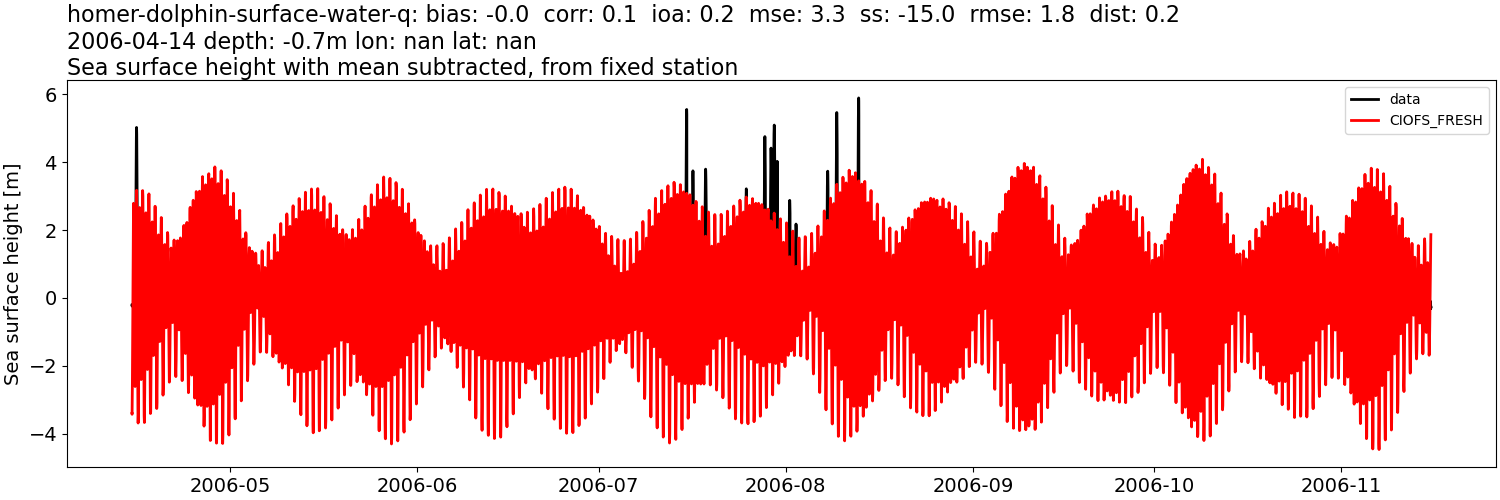 homer-dolphin-surface-water-q: bias: -0.0 corr: 0.1 ioa: 0.2 mse: 3.3 ss: -15.0 rmse: 1.8 dist: 0.2
2006-04-14 depth: -0.7m lon: nan lat: nan
Sea surface height with mean subtracted, from fixed station
data
CIOFS_FRESH
Sea surface height [m]
6
4
2
0
−2
−4
2006-05
2006-06
2006-07
2006-08
2006-09
2006-10
2006-11